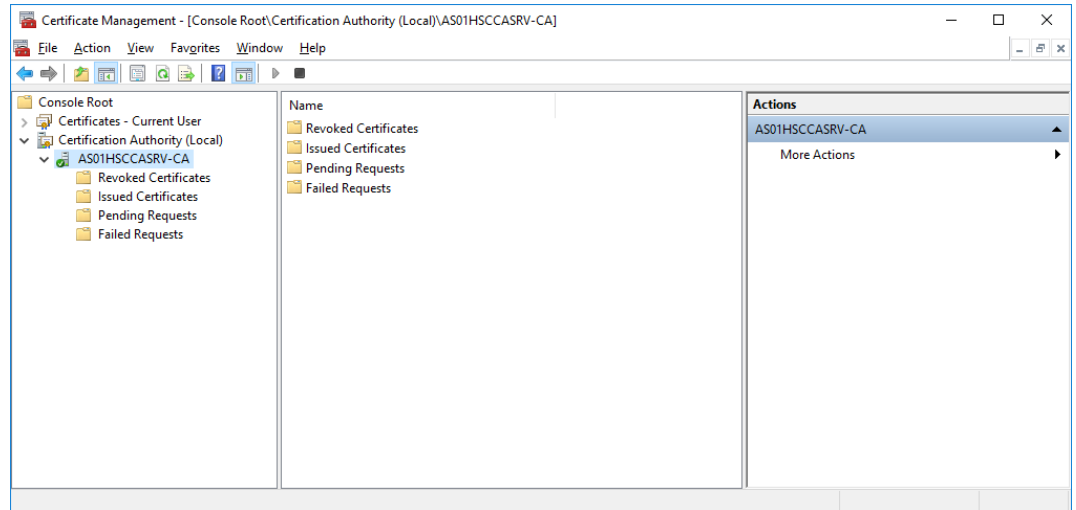 Certificate Management - [Console Root\Certification Authority (Local)\AS01HSCCASRV-CA]
File Action View Favorites Window Help
Console Root
Certificates - Current User
Certification Authority (Local)
AS01HSCCASRV-CA
Revoked Certificates
Issued Certificates
Pending Requests
Failed Requests
Name
Revoked Certificates
Issued Certificates
Pending Requests
Failed Requests
Actions
AS01HSCCASRV-CA
More Actions